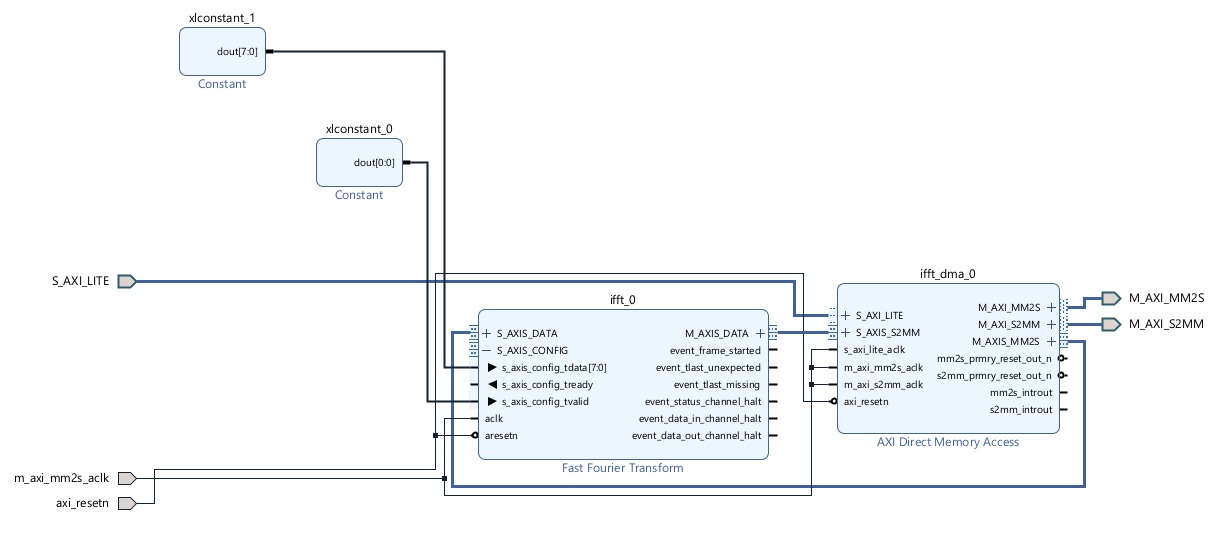 xlconstant_1
dout[7:0]
Constant
xlconstant_0
dout[0:0]
Constant
S_AXI_LITE
ifft_0
S_AXIS_DATA
S_AXIS_CONFIG
s_axis_config_tdata[7:0]
s_axis_config_tready
s_axis_config_tvalid
aclk
aresetn
M_AXIS_DATA
event_frame_started
event_tlast_unexpected
event_tlast_missing
event_status_channel_halt
event_data_in_channel_halt
event_data_out_channel_halt
Fast Fourier Transform
ifft_dma_0
S_AXI_LITE
S_AXIS_S2MM
s_axi_lite_aclk
m_axi_mm2s_aclk
m_axi_s2mm_aclk
axi_resetn
M_AXI_MM2S
M_AXI_S2MM
M_AXIS_MM2S
mm2s_prmry_reset_out_n
s2mm_prmry_reset_out_n
mm2s_introut
s2mm_introut
AXI Direct Memory Access
M_AXI_MM2S
M_AXI_S2MM
m_axi_mm2s_aclk
axi_resetn